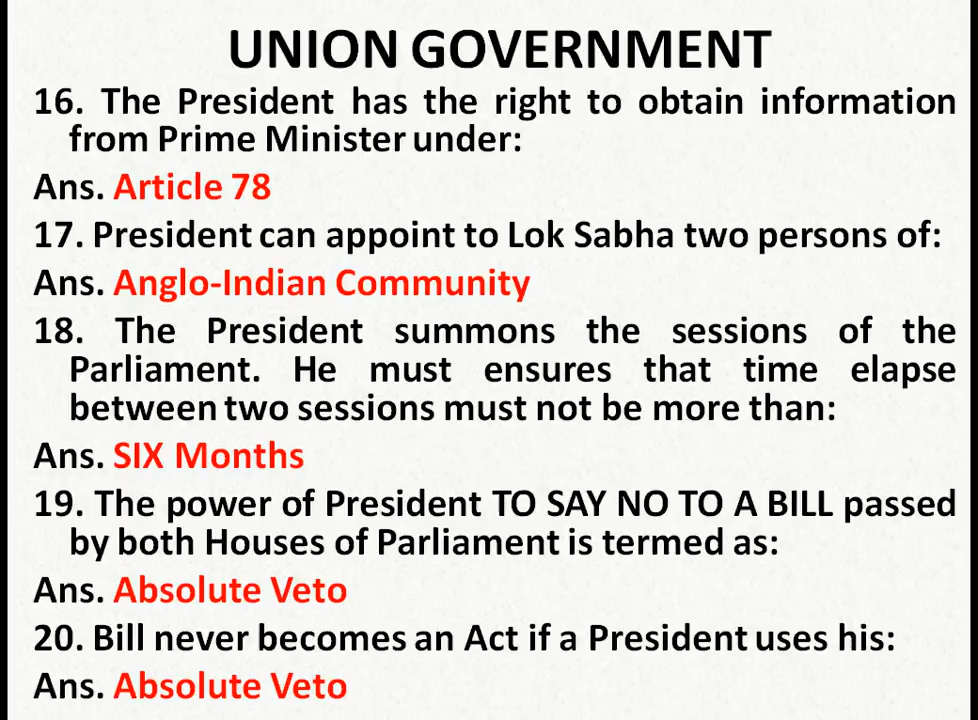 UNION GOVERNMENT
16. The President has the right to obtain information
from Prime Minister under:
Ans. Article 78
17. President can appoint to Lok Sabha two persons of:
Ans. Anglo-Indian Community
18. The President summons the sessions of the
Parliament. He must ensures that time elapse
between two sessions must not be more than:
Ans. SIX Months
19. The power of President TO SAY NO TO A BILL passed
by both Houses of Parliament is termed as:
Ans. Absolute Veto
20. Bill never becomes an Act if a President uses his:
Ans. Absolute Veto